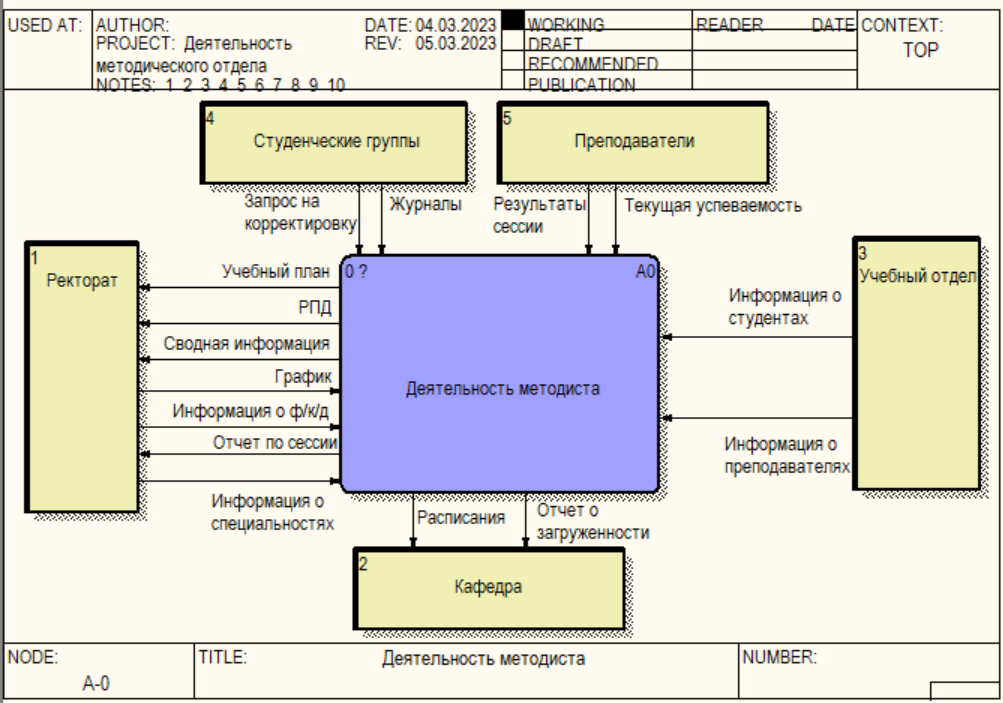 USED AT:
AUTHOR:
DATE: 04.03.2023
PROJECT: Деятельность
REV: 05.03.2023
методического отдела
NOTES: 1 2 3 4 5 6 7 8 9 10
WORKING
DRAFT
RECOMMENDED
PUBLICATION
READER
DATE
CONTEXT:
TOP
4
Студенческие группы
5
Преподаватели
Запрос на
корректировку
Журналы
Результаты
сессии
Текущая успеваемость
1
Ректорат
Учебный план
РПД
Сводная информация
График
Информация о ф/к/д
Отчет по сессии
Информация о
специальностях
0 ?
A0
Деятельность методиста
3
Учебный отдел
Информация о
студентах
Информация о
преподавателях
Расписания
Отчет о
загруженности
2
Кафедра
NODE:
A-0
TITLE:
Деятельность методиста
NUMBER: